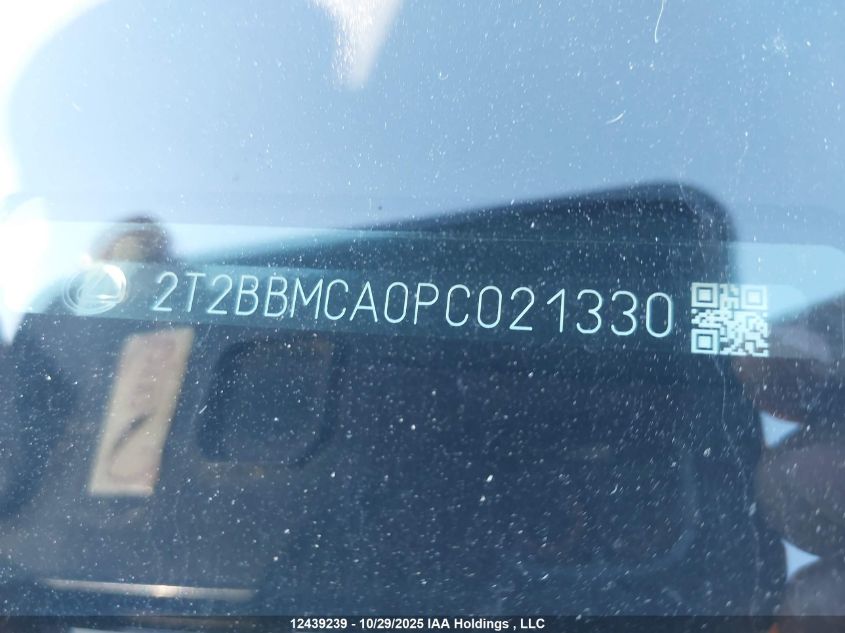 2T2BBMCA0PC021330
12439239 - 10/29/2025 IAA Holdings , LLC